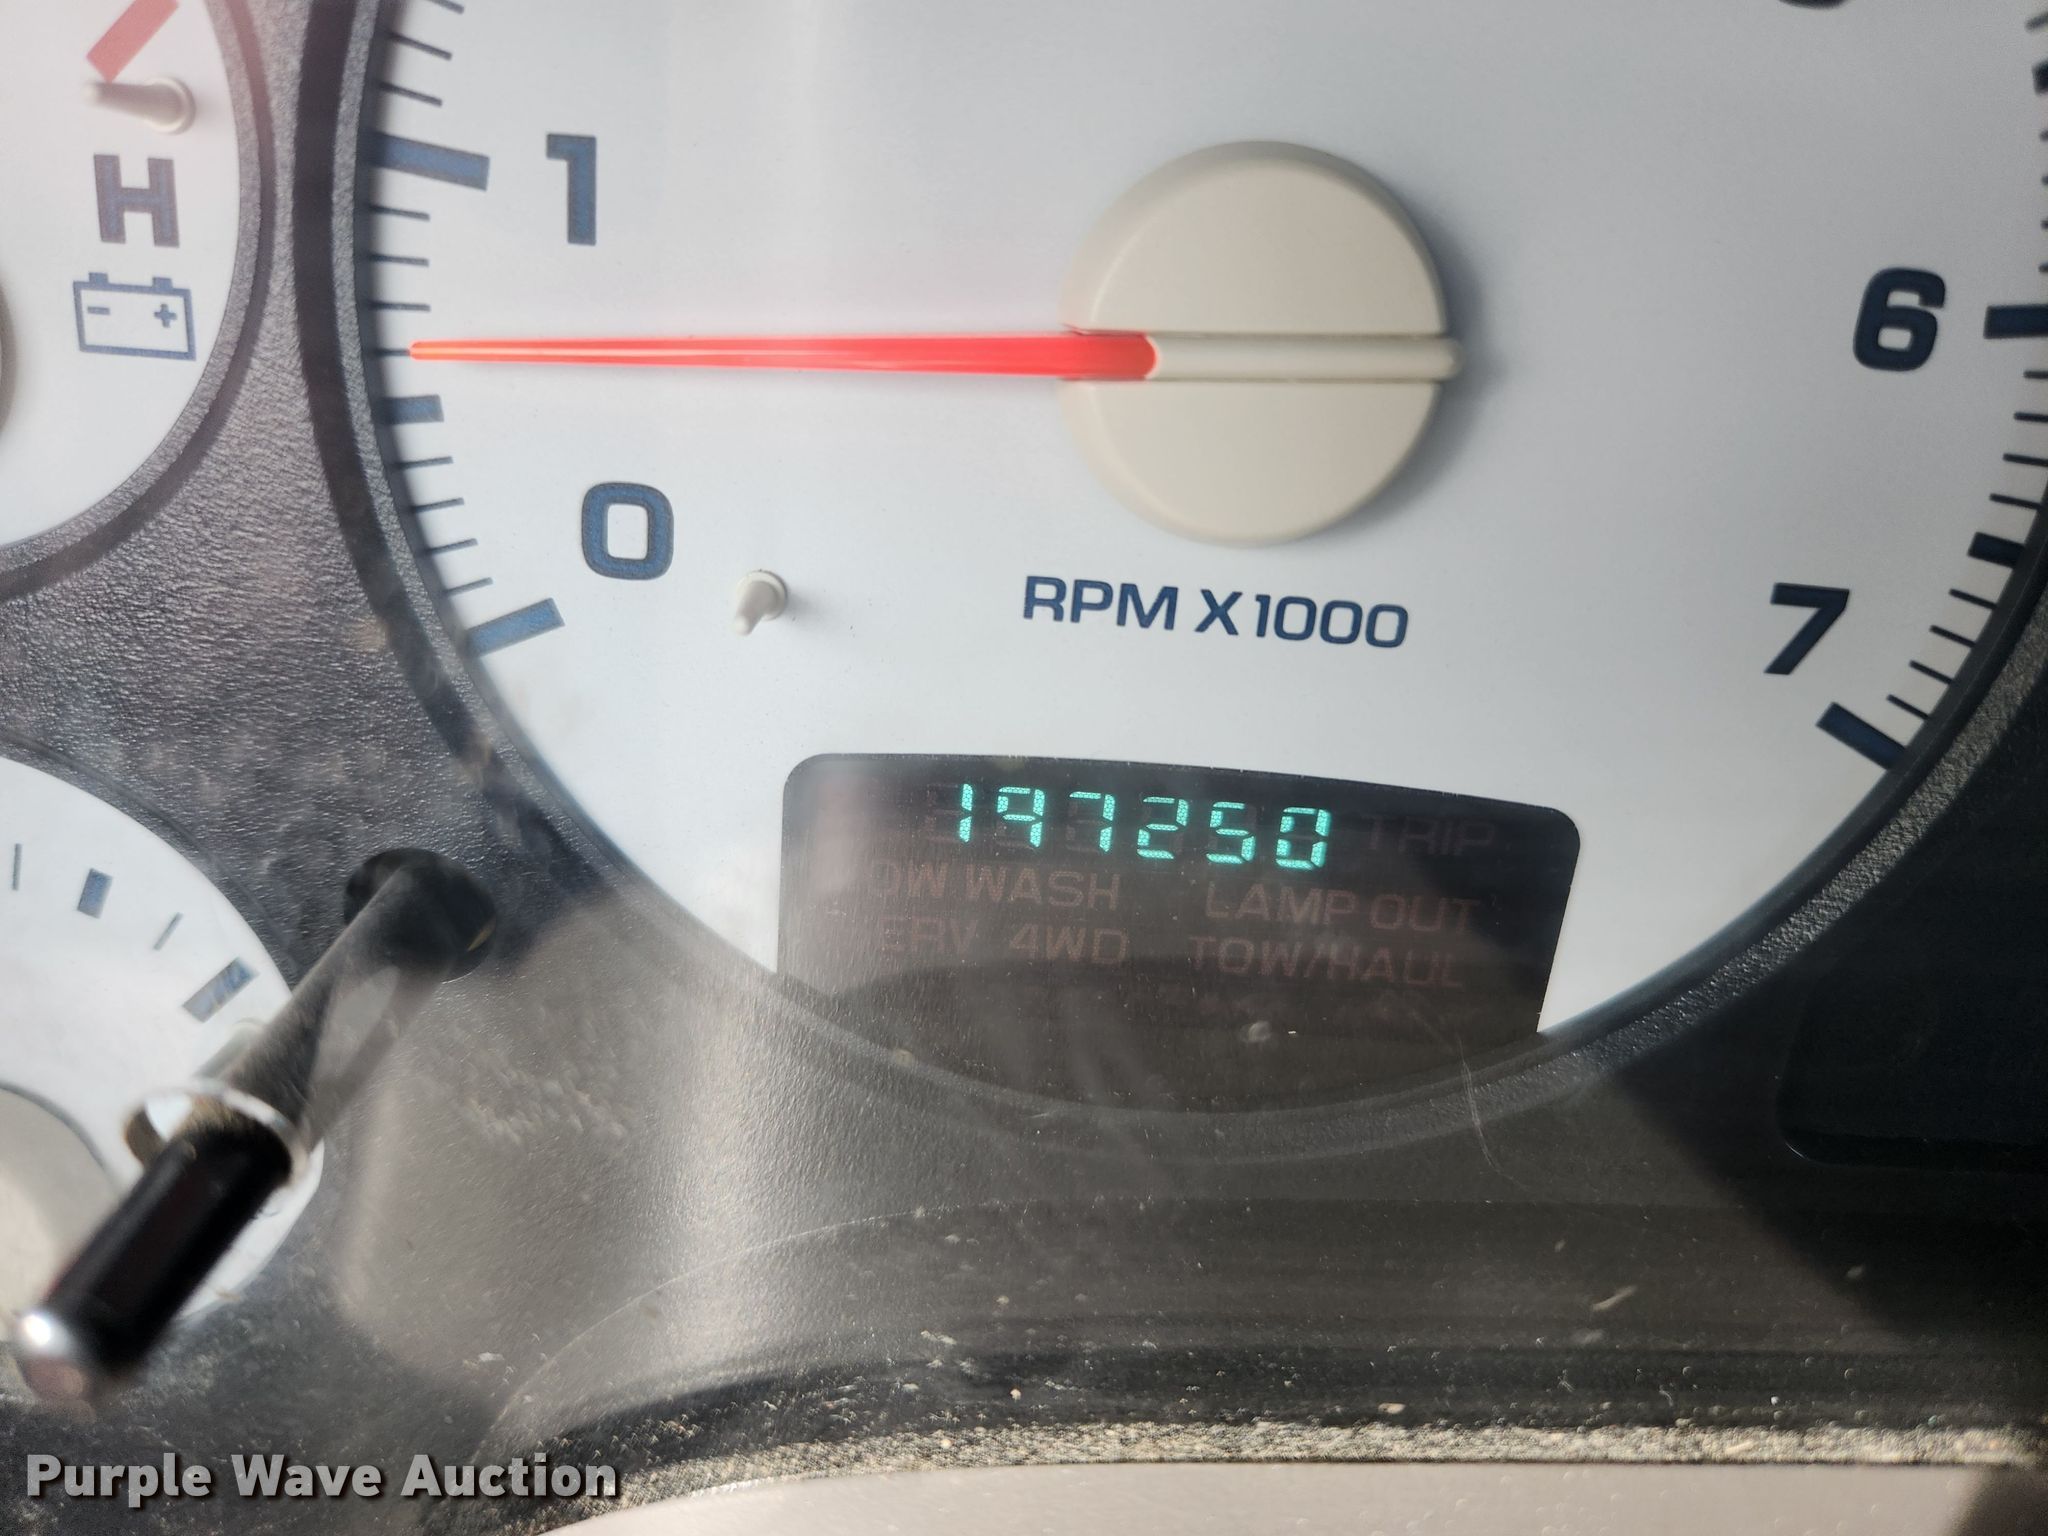 H
1
0
6
7
RPM X1000
197250
TRIP
OW WASH LAMP OUT
ERV 4WD TOW/HAUL
Purple Wave Auction